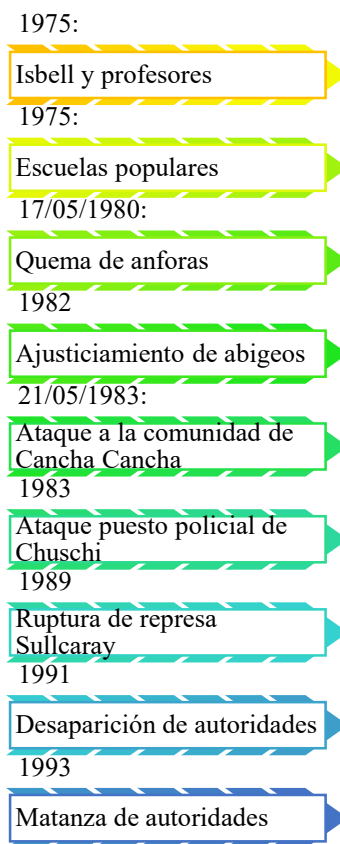 1975:
Isbell y profesores
1975:
Escuelas populares
17/05/1980:
Quema de anforas
1982
Ajusticiamiento de abigeos
21/05/1983:
Ataque a la comunidad de
Cancha Cancha
1983
Ataque puesto policial de
Chuschi
1989
Ruptura de represa
Sullcaray
1991
Desaparición de autoridades
1993
Matanza de autoridades